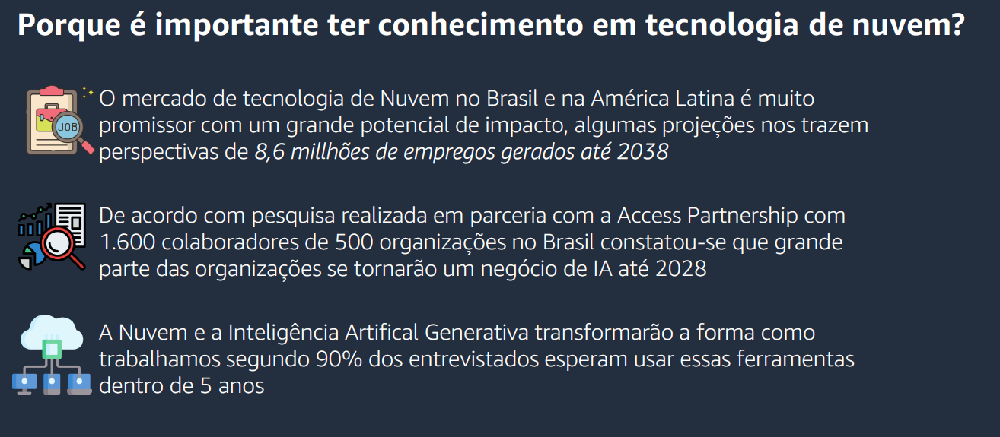 Porque é importante ter conhecimento em tecnologia de nuvem?
O mercado de tecnologia de Nuvem no Brasil e na América Latina é muito
promissor com um grande potencial de impacto, algumas projeções nos trazem
perspectivas de 8,6 millhões de empregos gerados até 2038
JOB
De acordo com pesquisa realizada em parceria com a Access Partnership com
1.600 colaboradores de 500 organizações no Brasil constatou-se que grande
parte das organizações se tornarão um negócio de IA até 2028
A Nuvem e a Inteligência Artifical Generativa transformarão a forma como
trabalhamos segundo 90% dos entrevistados esperam usar essas ferramentas
dentro de 5 anos